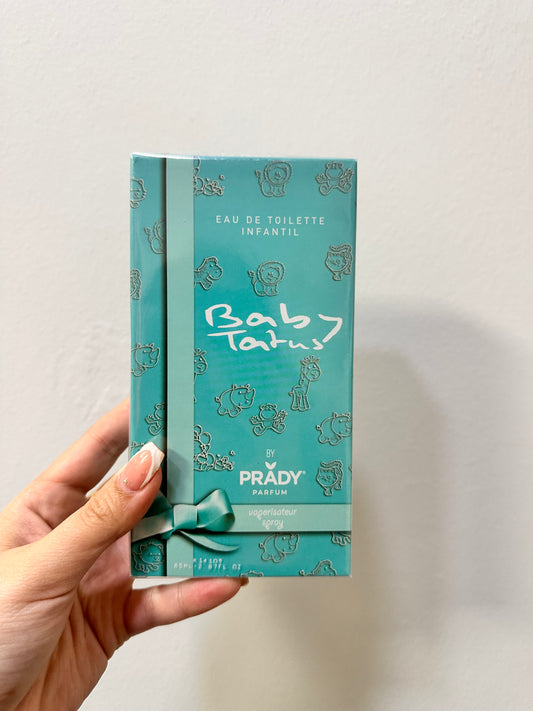 EAU DE TOILETTE
INFANTIL
Baby
Tatus
BY
PRADY®
PARFUM
vaporisateur
spray